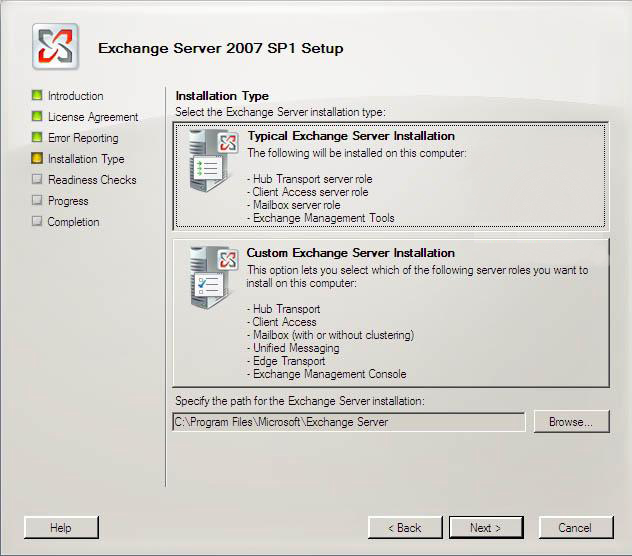 Exchange Server 2007 SP1 Setup
Introduction
License Agreement
Error Reporting
Installation Type
Readiness Checks
Progress
Completion
Installation Type
Select the Exchange Server installation type:
Typical Exchange Server Installation
The following will be installed on this computer:
- Hub Transport server role
- Client Access server role
- Mailbox server role
- Exchange Management Tools
Custom Exchange Server Installation
This option lets you select which of the following server roles you want to
install on this computer:
- Hub Transport
- Client Access
- Mailbox (with or without clustering)
- Unified Messaging
- Edge Transport
- Exchange Management Console
Specify the path for the Exchange Server installation:
C:\Program Files\Microsoft\Exchange Server
Browse...
Help
< Back
Next >
Cancel